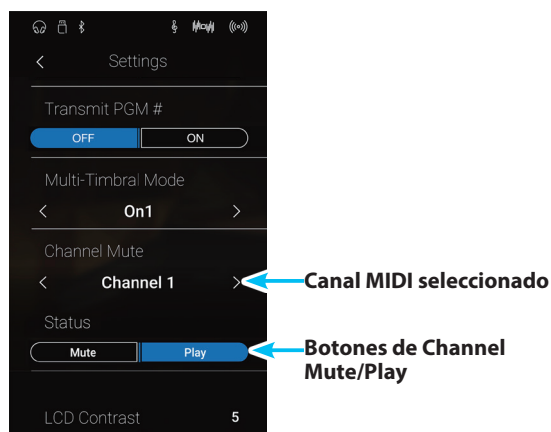 Settings
Transmit PGM #
OFF ON
Multi-Timbral Mode
< On1 >
Channel Mute
< Channel 1 >
Canal MIDI seleccionado
Status
Mute Play
Botones de Channel
Mute/Play
LCD Contrast 5